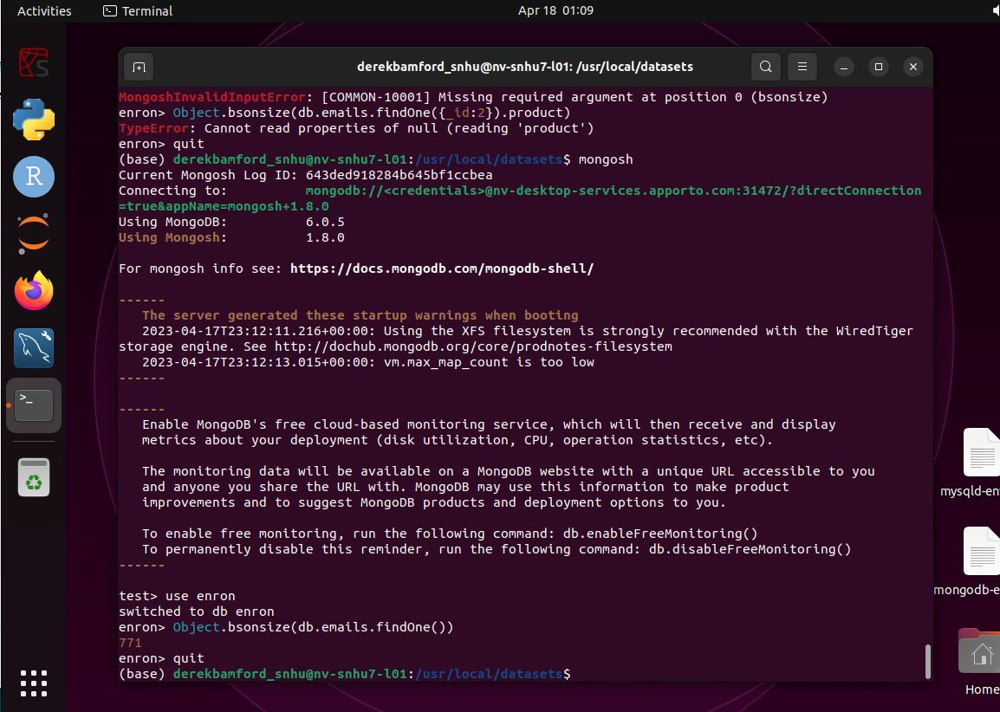 Activities
Terminal
Apr 18 01:09
derekbamford_snhu@nv-snhu7-l01: /usr/local/datasets
MongoshInvalidInputError: [COMMON-10001] Missing required argument at position 0 (bsonsize)
enron> Object.bsonsize(db.emails.findOne({_id:2}).product)
TypeError: Cannot read properties of null (reading 'product')
enron> quit
(base) derekbamford_snhu@nv-snhu7-l01:/usr/local/datasets$ mongosh
Current Mongosh Log ID: 643ded918284b645bf1ccbea
Connecting to: mongodb://<credentials>@nv-desktop-services.apporto.com:31472/?directConnection
=true&appName=mongosh+1.8.0
Using MongoDB: 6.0.5
Using Mongosh: 1.8.0
For mongosh info see: https://docs.mongodb.com/mongodb-shell/
------
The server generated these startup warnings when booting
2023-04-17T23:12:11.216+00:00: Using the XFS filesystem is strongly recommended with the WiredTiger
storage engine. See http://dochub.mongodb.org/core/prodnotes-filesystem
2023-04-17T23:12:13.015+00:00: vm.max_map_count is too low
------
------
Enable MongoDB's free cloud-based monitoring service, which will then receive and display
metrics about your deployment (disk utilization, CPU, operation statistics, etc).
The monitoring data will be available on a MongoDB website with a unique URL accessible to you
and anyone you share the URL with. MongoDB may use this information to make product
improvements and to suggest MongoDB products and deployment options to you.
To enable free monitoring, run the following command: db.enableFreeMonitoring()
To permanently disable this reminder, run the following command: db.disableFreeMonitoring()
------
test> use enron
switched to db enron
enron> Object.bsonsize(db.emails.findOne())
771
enron> quit
(base) derekbamford_snhu@nv-snhu7-l01:/usr/local/datasets$
S
R
>_
mysqld-en
mongodb-e
Home